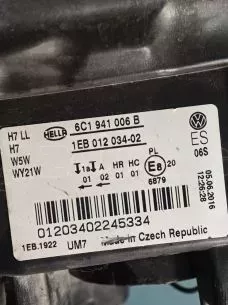 HELLA 6C1 941 006 B
H7 LL
H7 1EB 012 034-02
W5W
WY21W
1a A HR HC PL
01 02 01 01 E8 20
6879
ES
06S
05.06.2016
12:26:28
01203402245334
1EB.1922 UM7 Made in Czech Republic